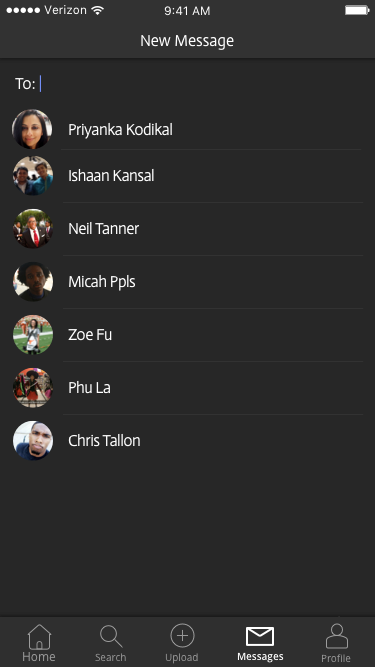 Verizon 9:41 AM
New Message
To:
Priyanka Kodikal
Ishaan Kansal
Neil Tanner
Micah Ppls
Zoe Fu
Phu La
Chris Tallon
Home Search Upload Messages Profile